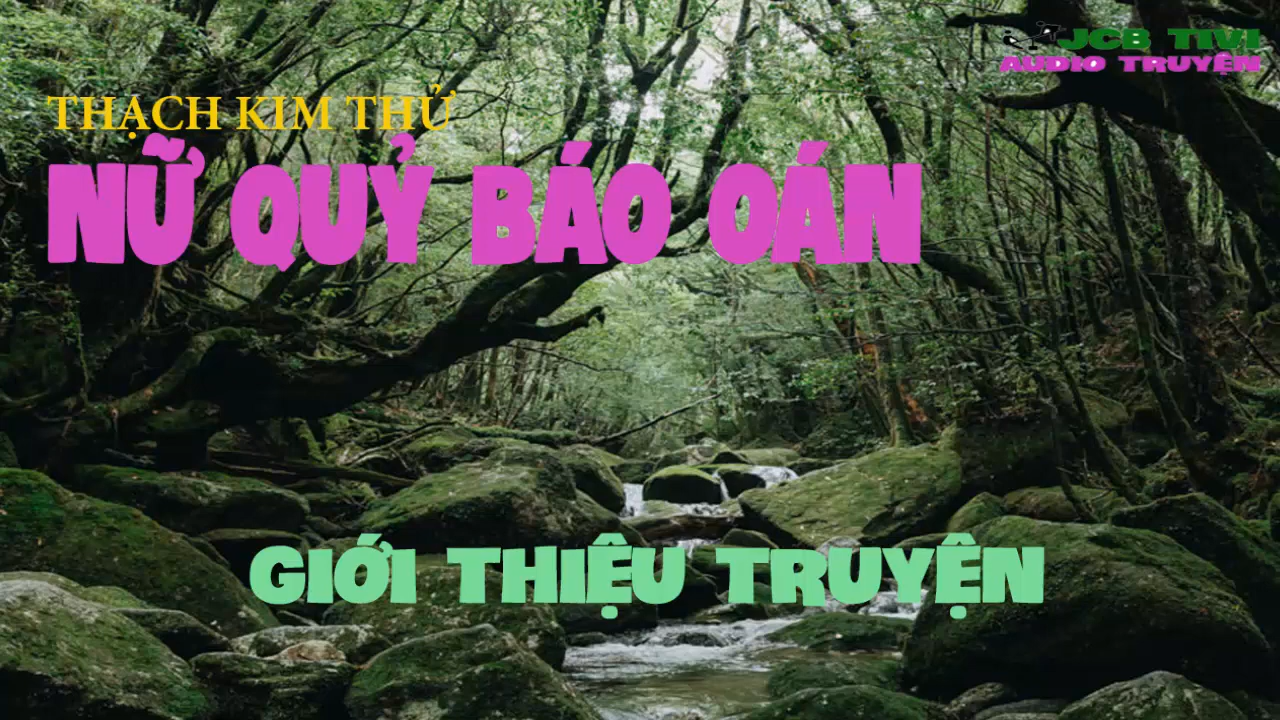 JCB TIVI
AUDIO TRUYỆN
THẠCH KIM THỬ
NỮ QUỶ BÁO OÁN
GIỚI THIỆU TRUYỆN